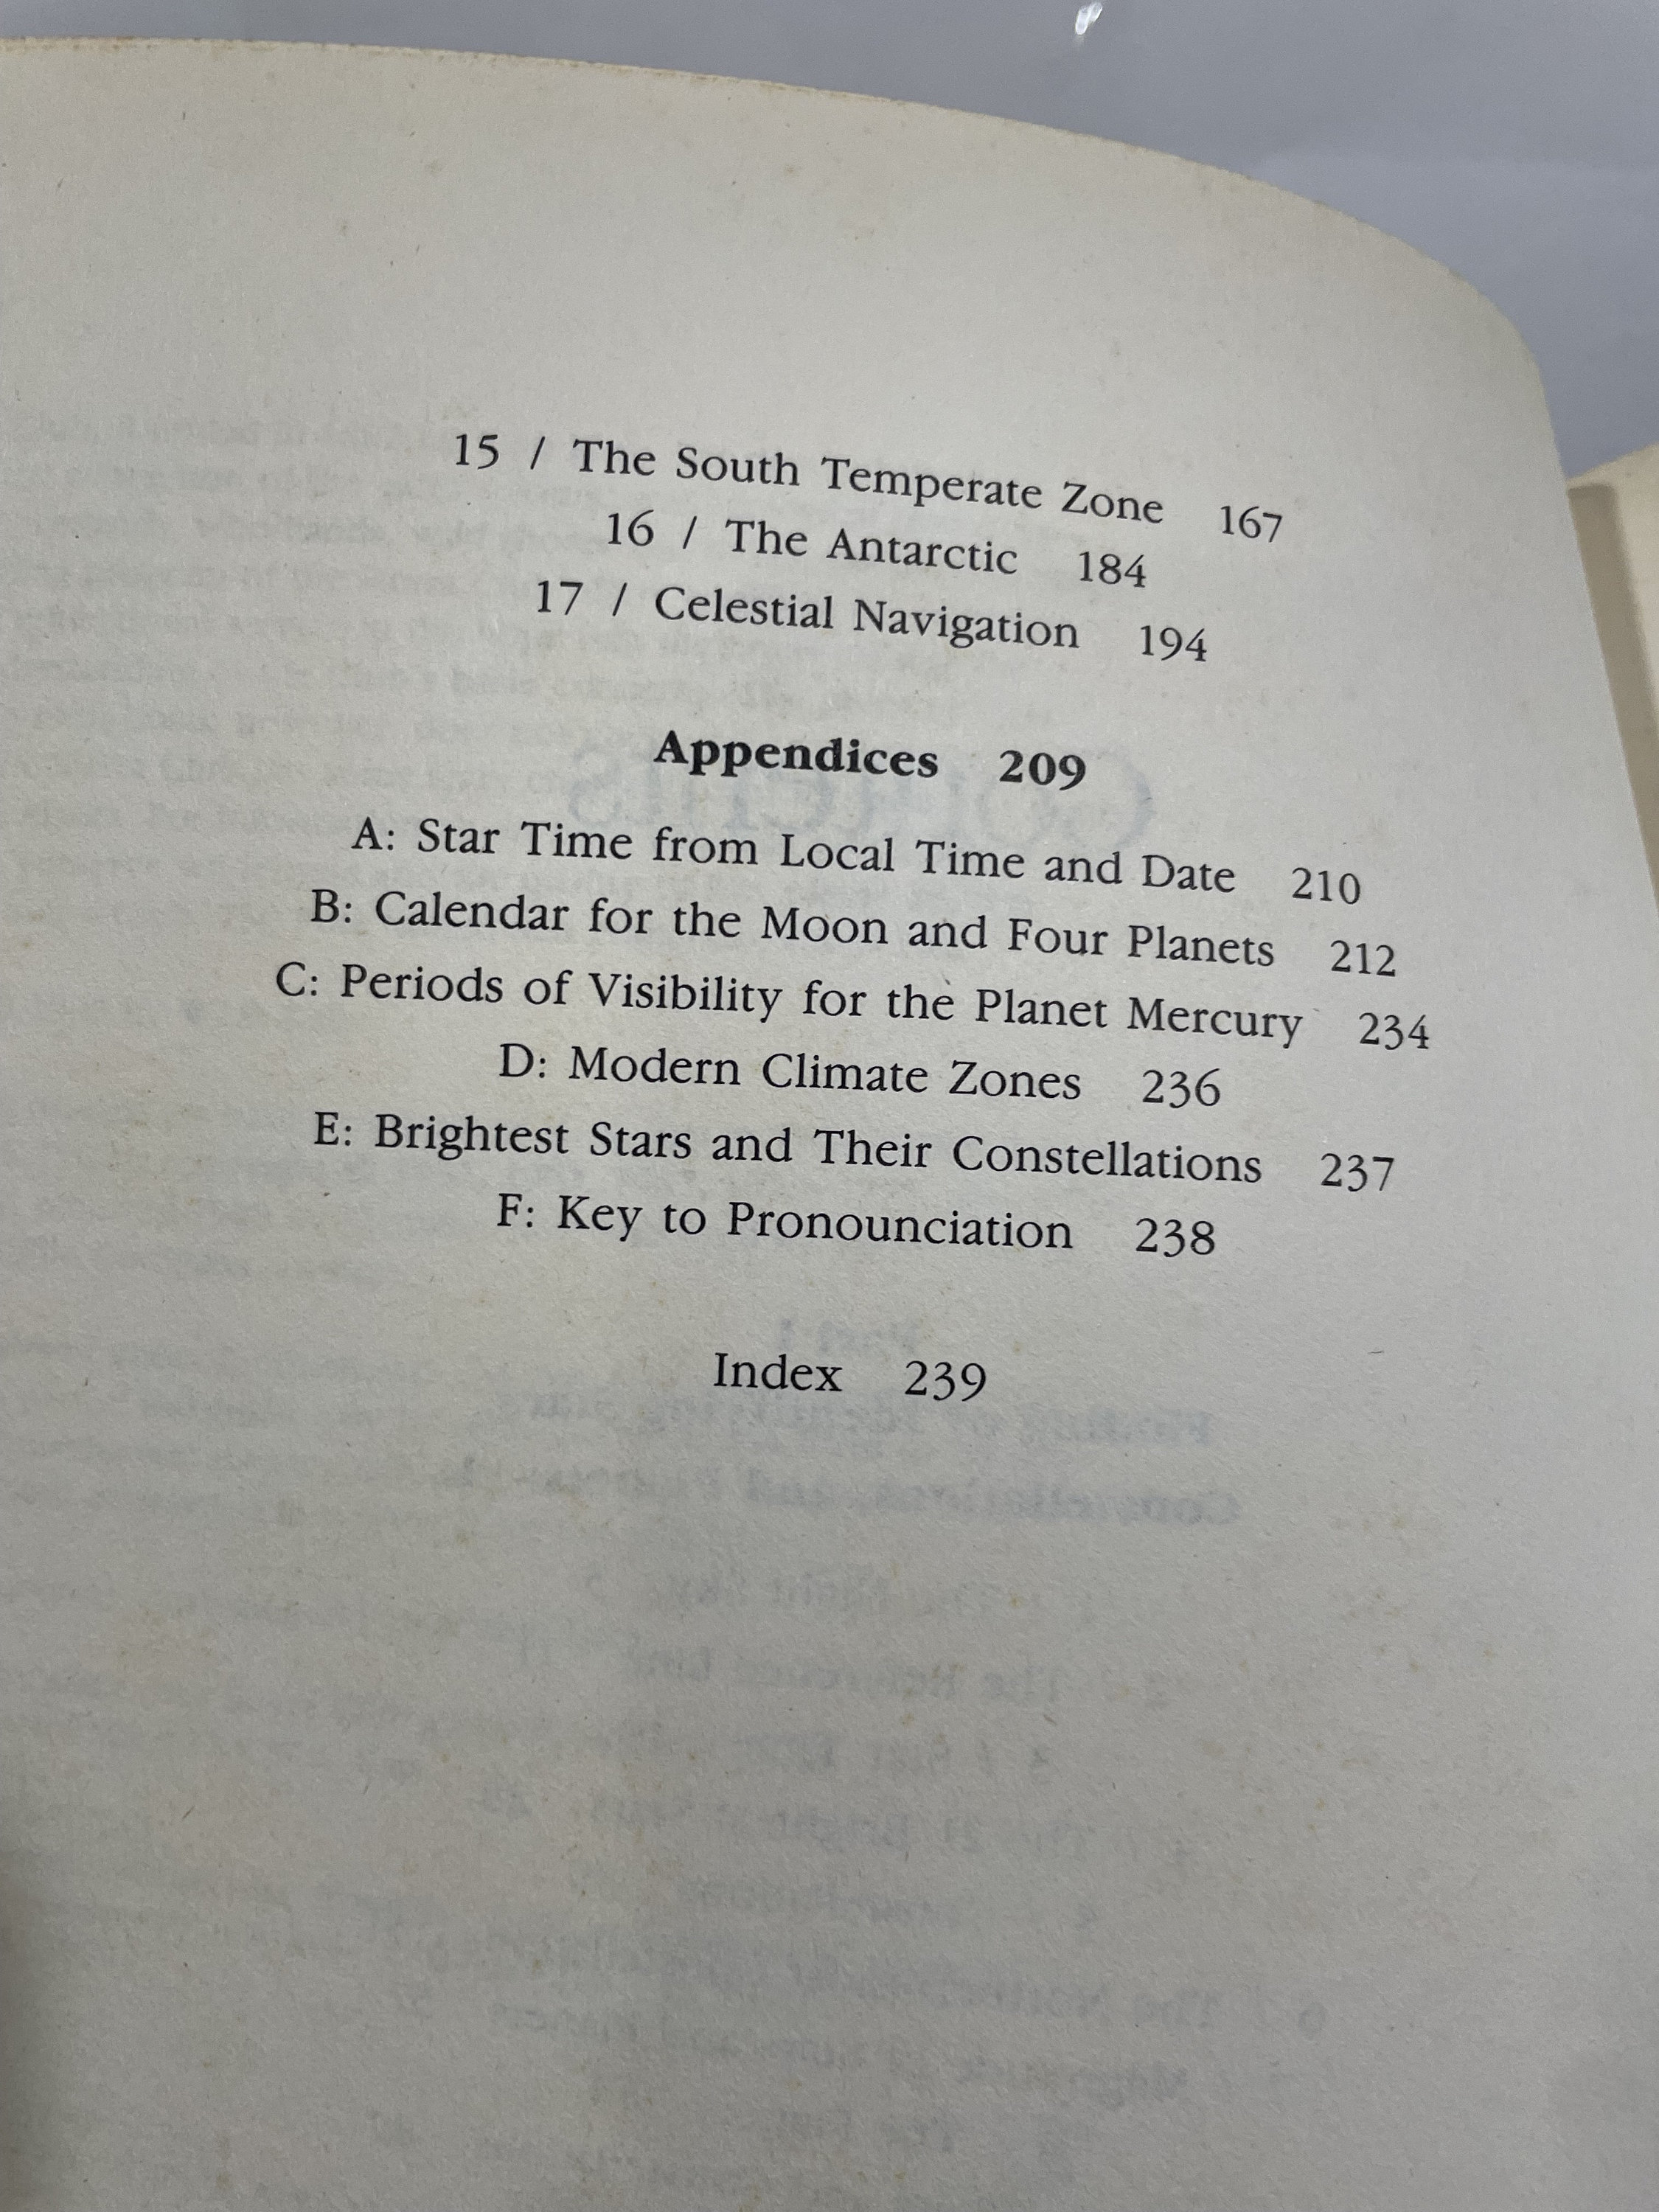 15 / The South Temperate Zone 167
16 / The Antarctic 184
17 / Celestial Navigation 194
Appendices 209
A: Star Time from Local Time and Date 210
B: Calendar for the Moon and Four Planets 212
C: Periods of Visibility for the Planet Mercury 234
D: Modern Climate Zones 236
E: Brightest Stars and Their Constellations 237
F: Key to Pronounciation 238
Index 239